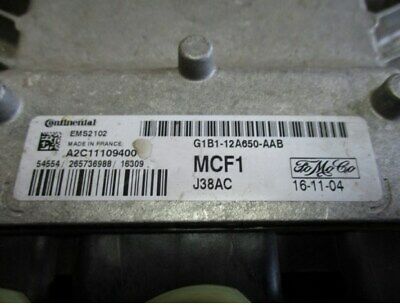 Continental
EMS2102
MADE IN FRANCE
A2C11109400
54554 / 265736988 / 16309
G1B1-12A650-AAB
MCF1
J38AC
FoMoCo
16-11-04